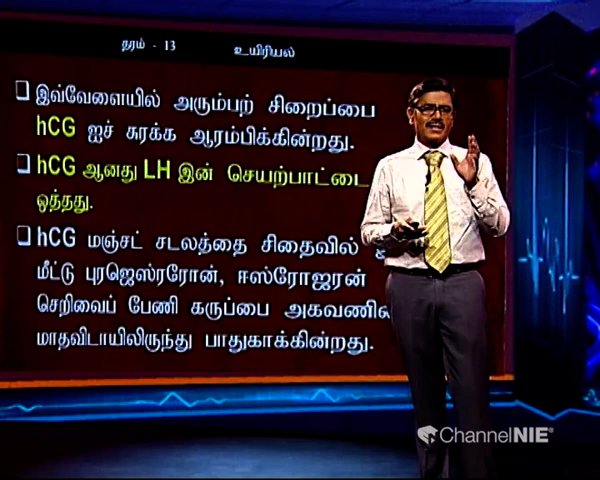 தரம் - 13 உயிரியல்
இவ்வேளையில் அரும்பற் சிறைப்பை
hCG ஐச் சுரக்க ஆரம்பிக்கின்றது.
hCG ஆனது LH இன் செயற்பாட்டை
ஒத்தது.
hCG மஞ்சட் சடலத்தை சிதைவில்
மீட்டு புரஜெஸ்ரரோன், ஈஸ்ரோஜரன்
செறிவைப் பேணி கருப்பை
மாதவிடாயிலிருந்து பாதுகாக்கின்றது.
ChannelNIE®